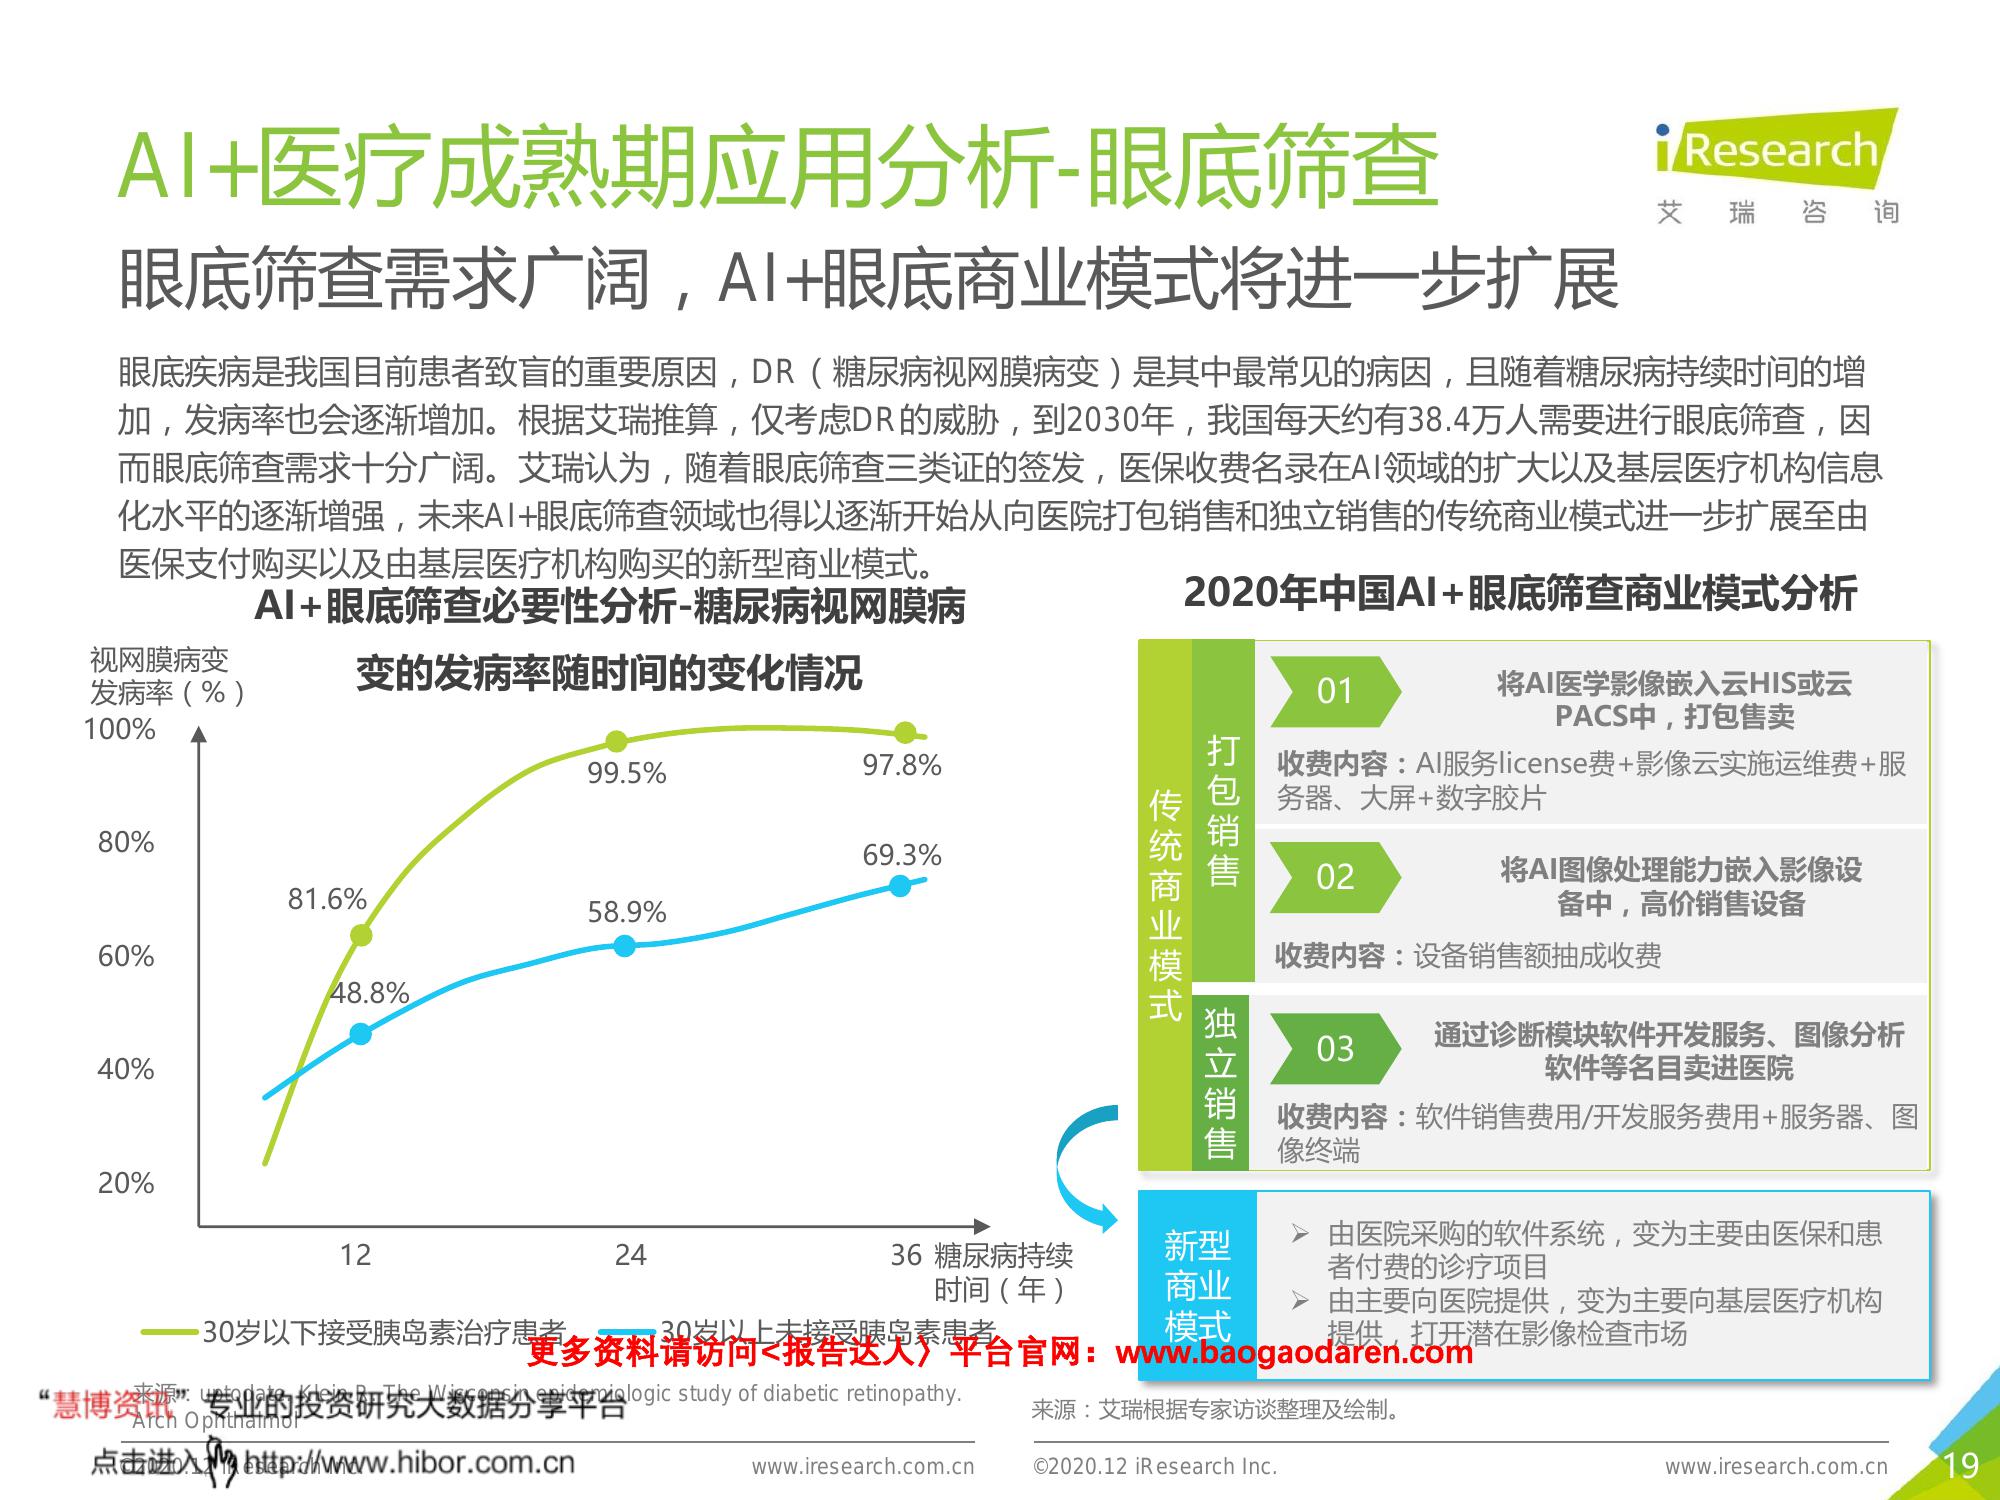 AI+医疗成熟期应用分析-眼底筛查
iResearch
艾瑞咨询
眼底筛查需求广阔，AI+眼底商业模式将进一步扩展
眼底疾病是我国目前患者致盲的重要原因，DR（糖尿病视网膜病变）是其中最常见的病因，且随着糖尿病持续时间的增
加，发病率也会逐渐增加。根据艾瑞推算，仅考虑DR的威胁，到2030年，我国每天约有38.4万人需要进行眼底筛查，因
而眼底筛查需求十分广阔。艾瑞认为，随着眼底筛查三类证的签发，医保收费名录在AI领域的扩大以及基层医疗机构信息
化水平的逐渐增强，未来AI+眼底筛查领域也得以逐渐开始从向医院打包销售和独立销售的传统商业模式进一步扩展至由
医保支付购买以及由基层医疗机构购买的新型商业模式。
AI+眼底筛查必要性分析-糖尿病视网膜病
变的发病率随时间的变化情况
视网膜病变
发病率（%）
100%
80%
60%
40%
20%
81.6%
99.5%
97.8%
48.8%
58.9%
69.3%
12
24
36
糖尿病持续
时间（年）
30岁以下接受胰岛素治疗患者
30岁以上未接受胰岛素患者
来源：uptodate, Klein R, The Wisconsin epidemiologic study of diabetic retinopathy.
Arch Ophthalmol
2020年中国AI+眼底筛查商业模式分析
传统商业模式
打包销售
01
将AI医学影像嵌入云HIS或云
PACS中，打包售卖
收费内容：AI服务license费+影像云实施运维费+服
务器、大屏+数字胶片
02
将AI图像处理能力嵌入影像设
备中，高价销售设备
收费内容：设备销售额抽成收费
独立销售
03
通过诊断模块软件开发服务、图像分析
软件等名目卖进医院
收费内容：软件销售费用/开发服务费用+服务器、图
像终端
新型
商业
模式
➢ 由医院采购的软件系统，变为主要由医保和患
者付费的诊疗项目
➢ 由主要向医院提供，变为主要向基层医疗机构
提供，打开潜在影像检查市场
更多资料请访问<报告达人〉平台官网：www.baogaodaren.com
来源：艾瑞根据专家访谈整理及绘制。
“慧博资讯”专业的投资研究大数据分享平台
点击进入http://www.hibor.com.cn
©2020.12 iResearch Inc.
www.iresearch.com.cn
©2020.12 iResearch Inc.
www.iresearch.com.cn
19